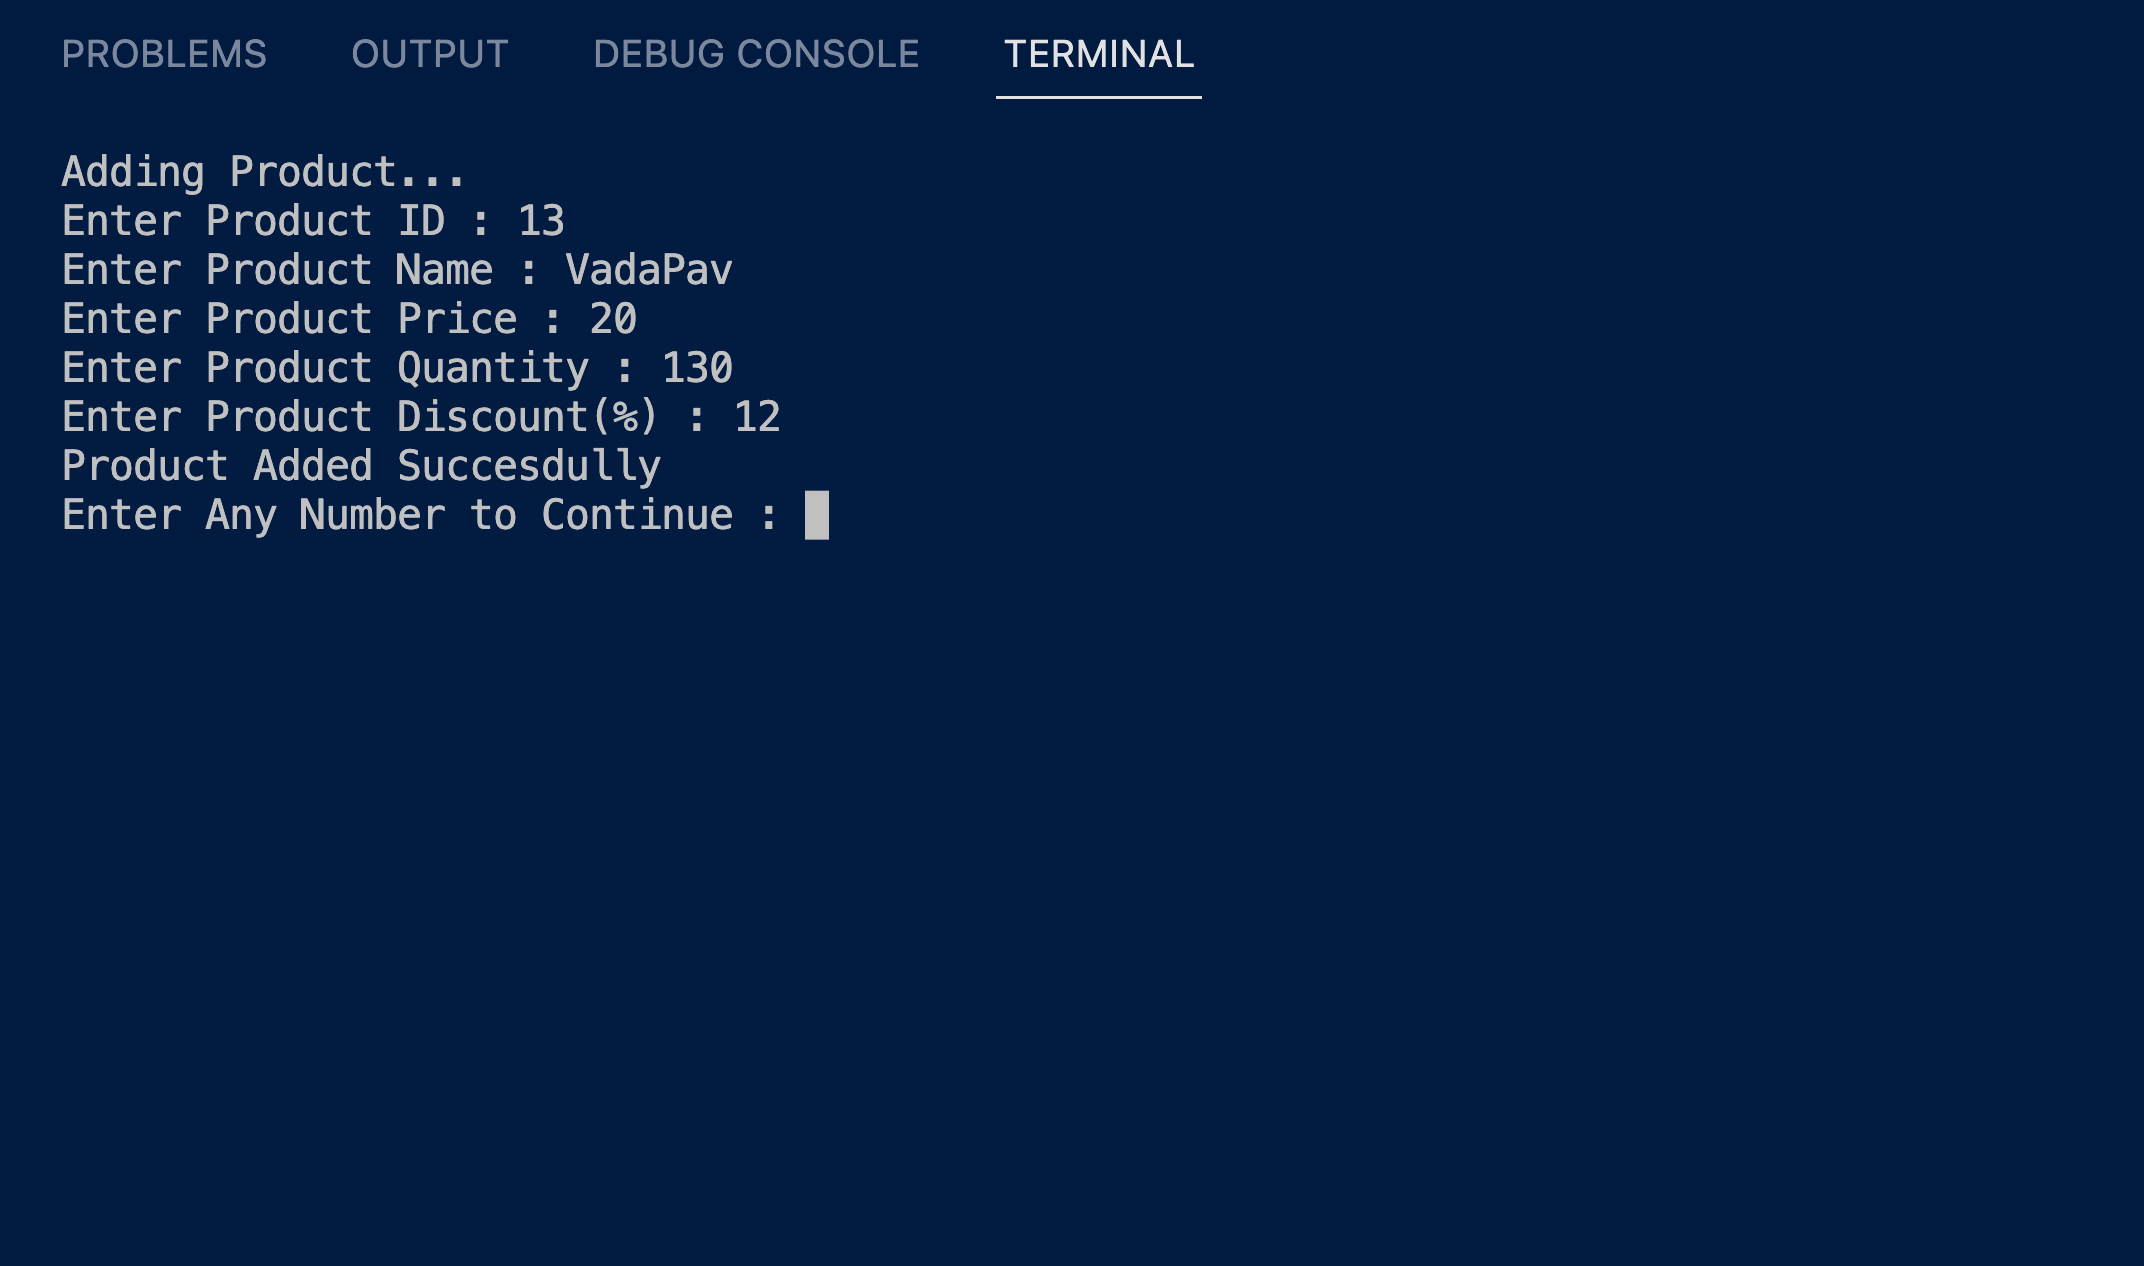 PROBLEMS OUTPUT DEBUG CONSOLE TERMINAL
Adding Product...
Enter Product ID : 13
Enter Product Name : VadaPav
Enter Product Price : 20
Enter Product Quantity : 130
Enter Product Discount(%) : 12
Product Added Succesdully
Enter Any Number to Continue :